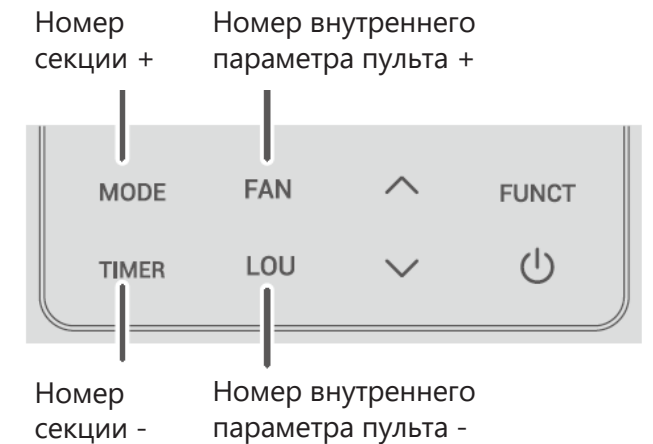 Номер
секции +
Номер внутреннего
параметра пульта +
MODE FAN FUNCT
TIMER LOU
Номер
секции -
Номер внутреннего
параметра пульта -